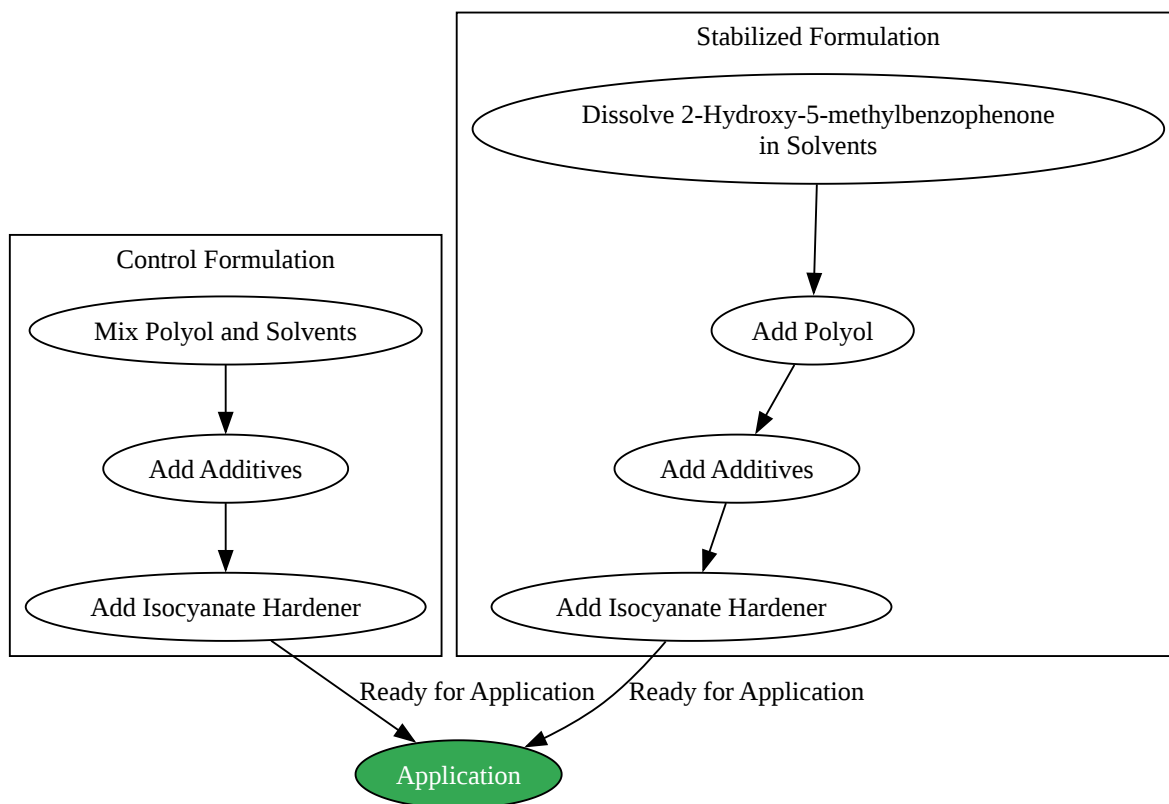 Stabilized Formulation
Dissolve 2-Hydroxy-5-methylbenzophenone
in Solvents
Add Polyol
Add Additives
Add Isocyanate Hardener
Control Formulation
Mix Polyol and Solvents
Add Additives
Add Isocyanate Hardener
Ready for Application
Ready for Application
Application